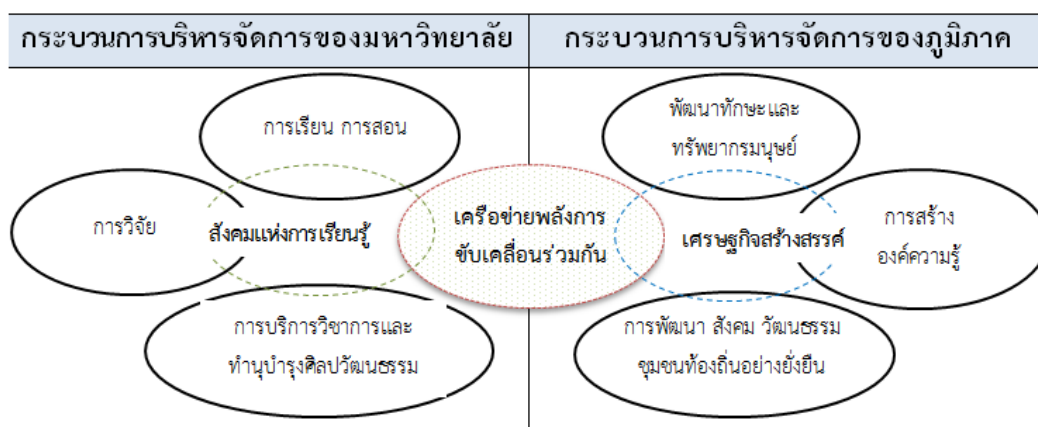 กระบวนการบริหารจัดการของมหาวิทยาลัย
กระบวนการบริหารจัดการของภูมิภาค
การเรียน การสอน
การวิจัย
สังคมแห่งการเรียนรู้
การบริการวิชาการและ
ทำนุบำรุงศิลปวัฒนธรรม
เครือข่ายพลังการ
ขับเคลื่อนร่วมกัน
พัฒนาทักษะและ
ทรัพยากรมนุษย์
เศรษฐกิจสร้างสรรค์
การสร้าง
องค์ความรู้
การพัฒนา สังคม วัฒนธรรม
ชุมชนท้องถิ่นอย่างยั่งยืน